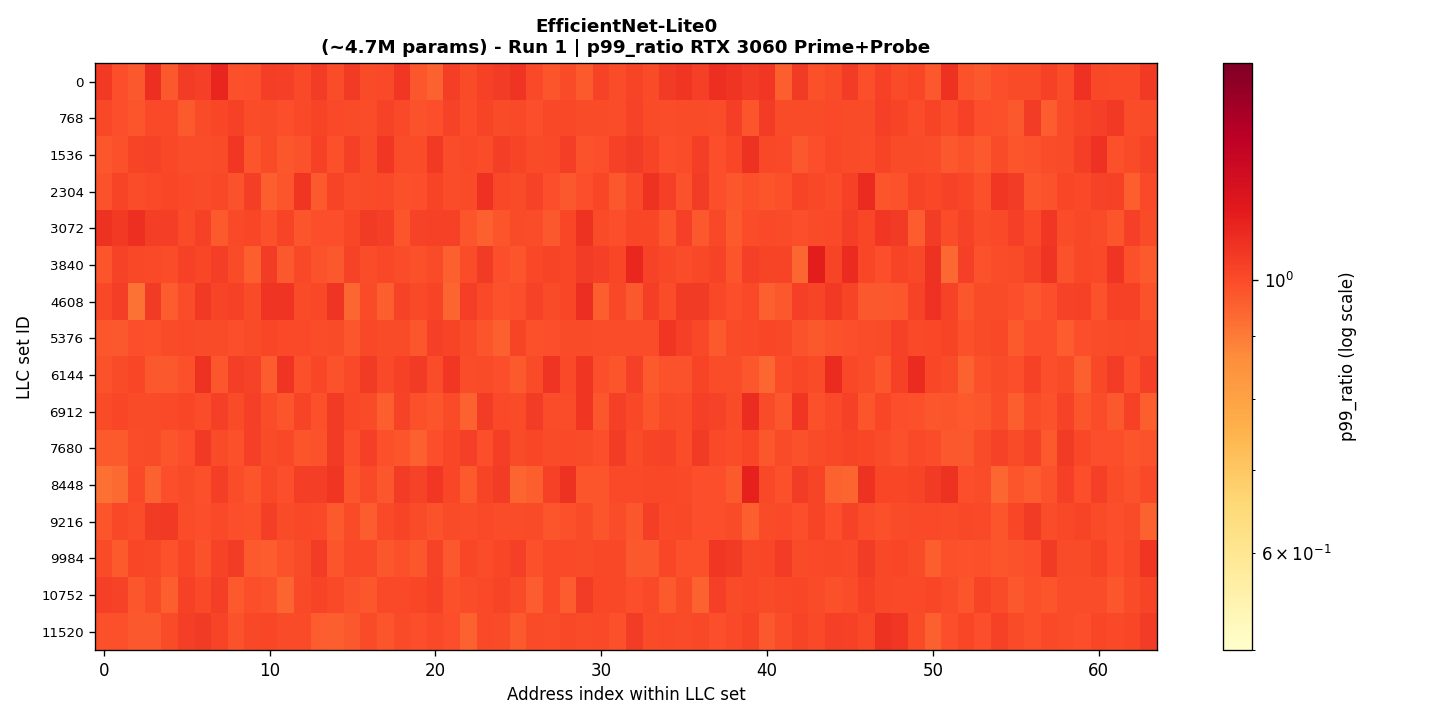 EfficientNet-Lite0
(~4.7M params) - Run 1 | p99_ratio RTX 3060 Prime+Probe
LLC set ID
0
768
1536
2304
3072
3840
4608
5376
6144
6912
7680
8448
9216
9984
10752
11520
0 10 20 30 40 50 60
Address index within LLC set
10⁰
6 × 10⁻¹
p99_ratio (log scale)